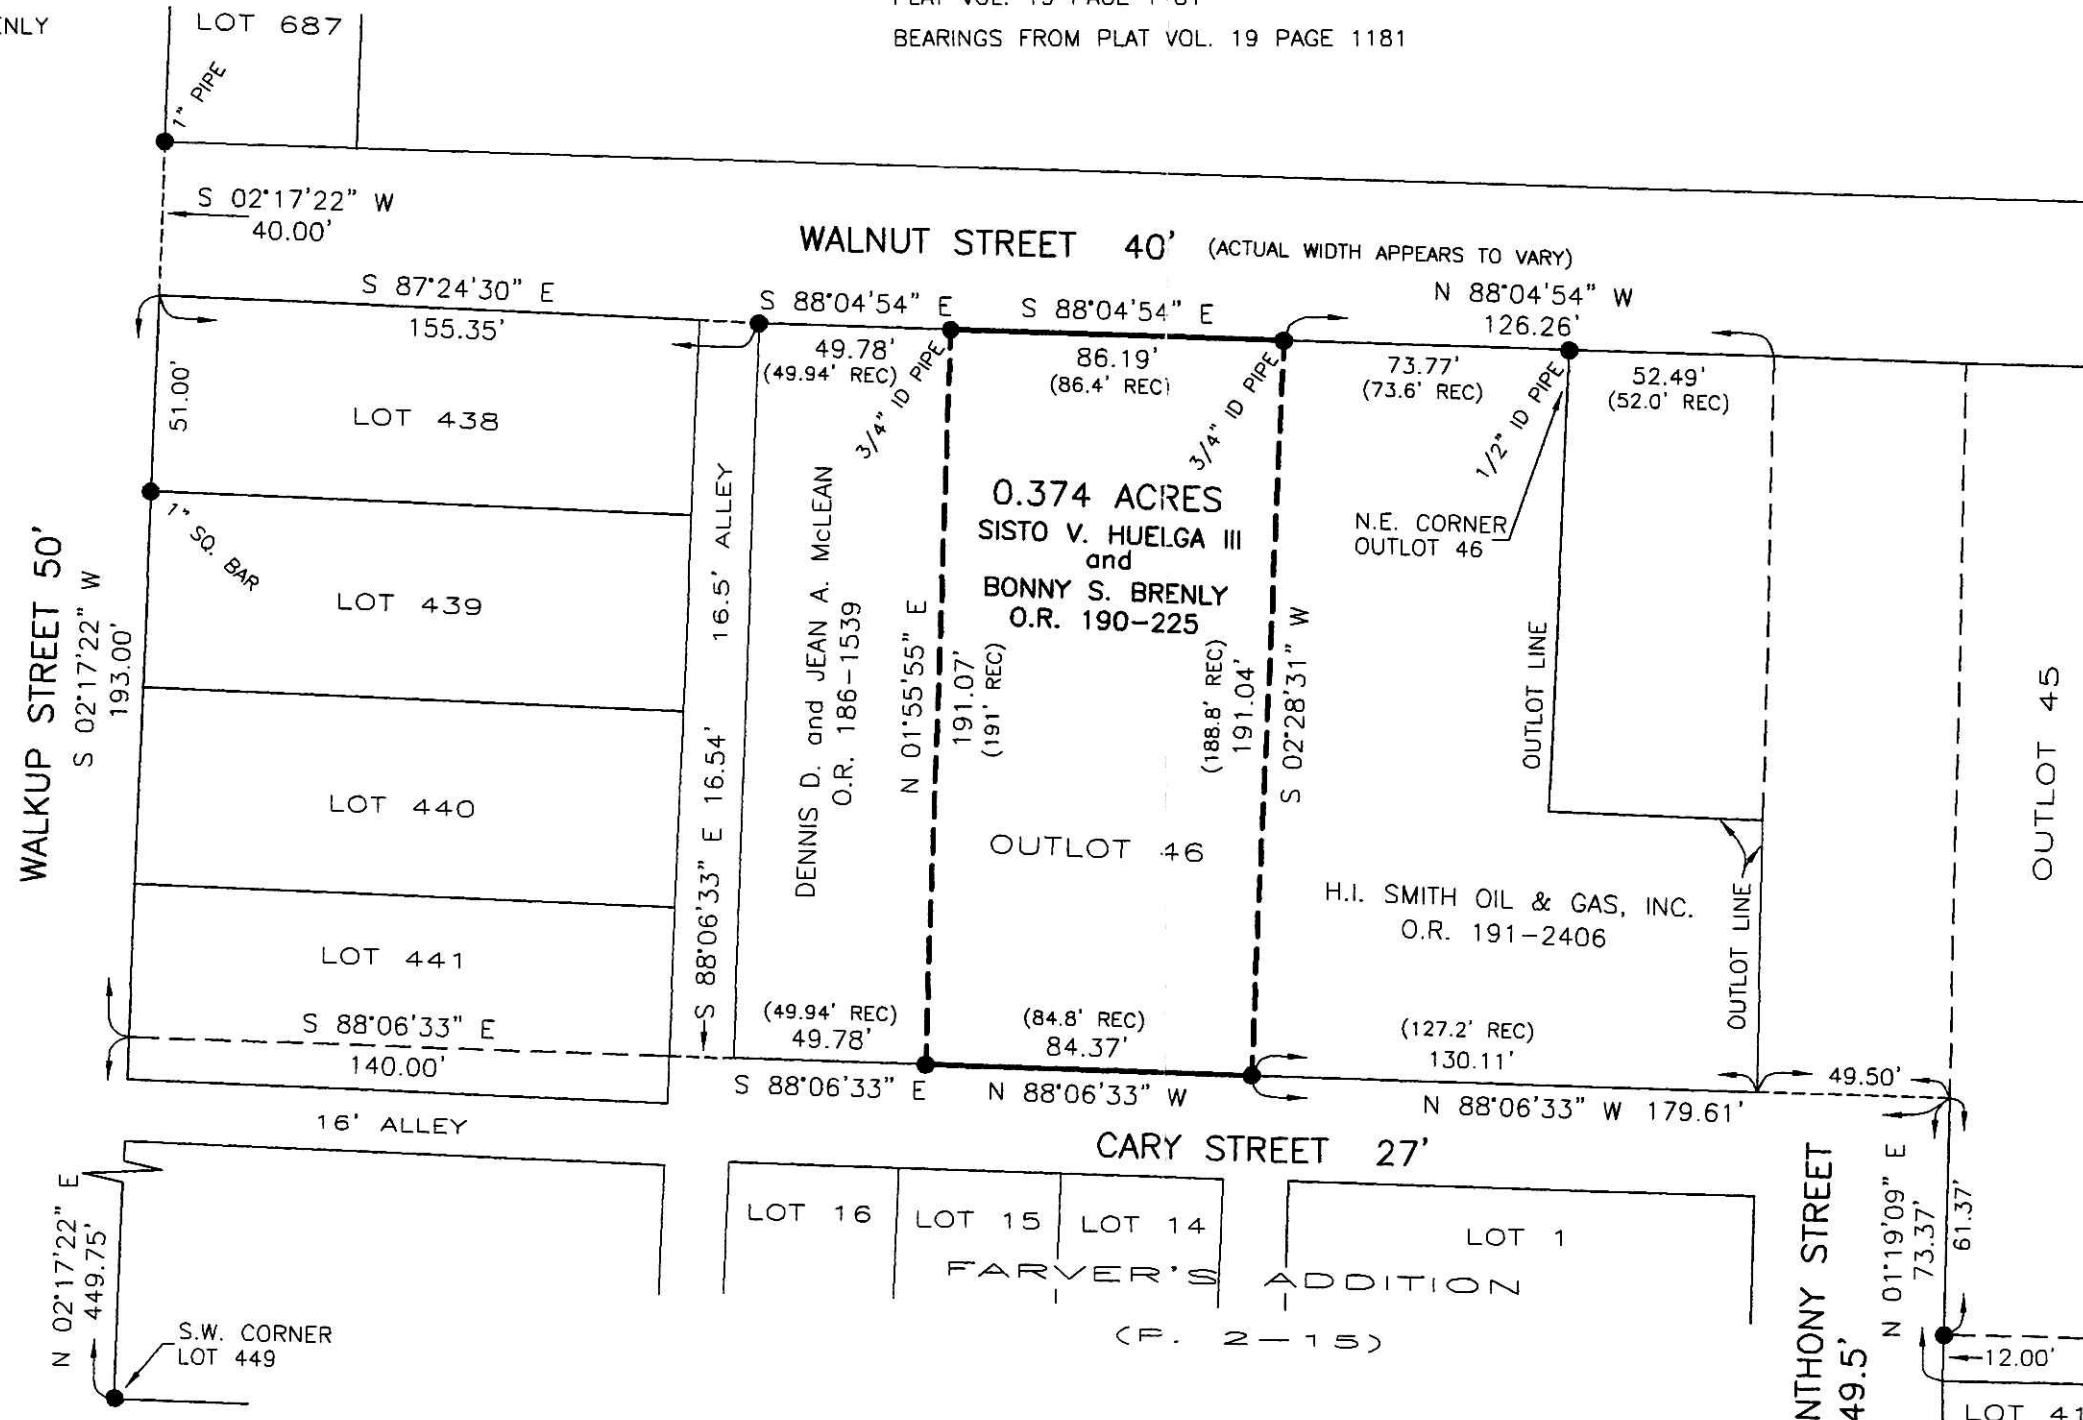 LOT 687
BEARINGS FROM PLAT VOL. 19 PAGE 1181
1" PIPE
S 02°17'22" W
40.00'
WALNUT STREET 40' (ACTUAL WIDTH APPEARS TO VARY)
S 87°24'30" E
155.35'
S 88°04'54" E
49.78'
(49.94' REC)
S 88°04'54" E
86.19'
(86.4' REC)
N 88°04'54" W
126.26'
73.77'
(73.6' REC)
52.49'
(52.0' REC)
3/4" ID PIPE
3/4" ID PIPE
1/2" ID PIPE
51.00'
LOT 438
1" SQ. BAR
LOT 439
LOT 440
LOT 441
WALKUP STREET 50'
S 02°17'22" W
193.00'
16.5' ALLEY
S 88°06'33" E 16.54'
DENNIS D. and JEAN A. McLEAN
O.R. 186-1539
N 01°55'55" E
191.07'
(191' REC)
0.374 ACRES
SISTO V. HUELGA III
and
BONNY S. BRENLY
O.R. 190-225
(188.8' REC)
191.04'
S 02°28'31" W
OUTLOT 46
N.E. CORNER
OUTLOT 46
OUTLOT LINE
OUTLOT LINE
OUTLOT 45
H.I. SMITH OIL & GAS, INC.
O.R. 191-2406
S 88°06'33" E
140.00'
(49.94' REC)
49.78'
S 88°06'33" E
(84.8' REC)
84.37'
N 88°06'33" W
(127.2' REC)
130.11'
N 88°06'33" W 179.61'
49.50'
16' ALLEY
CARY STREET 27'
LOT 16
LOT 15
LOT 14
LOT 1
FARVER'S ADDITION
(P. 2-15)
N 02°17'22" E
449.75'
S.W. CORNER
LOT 449
NTHONY STREET
49.5'
N 01°19'09" E
73.37'
61.37'
12.00'
LOT 41